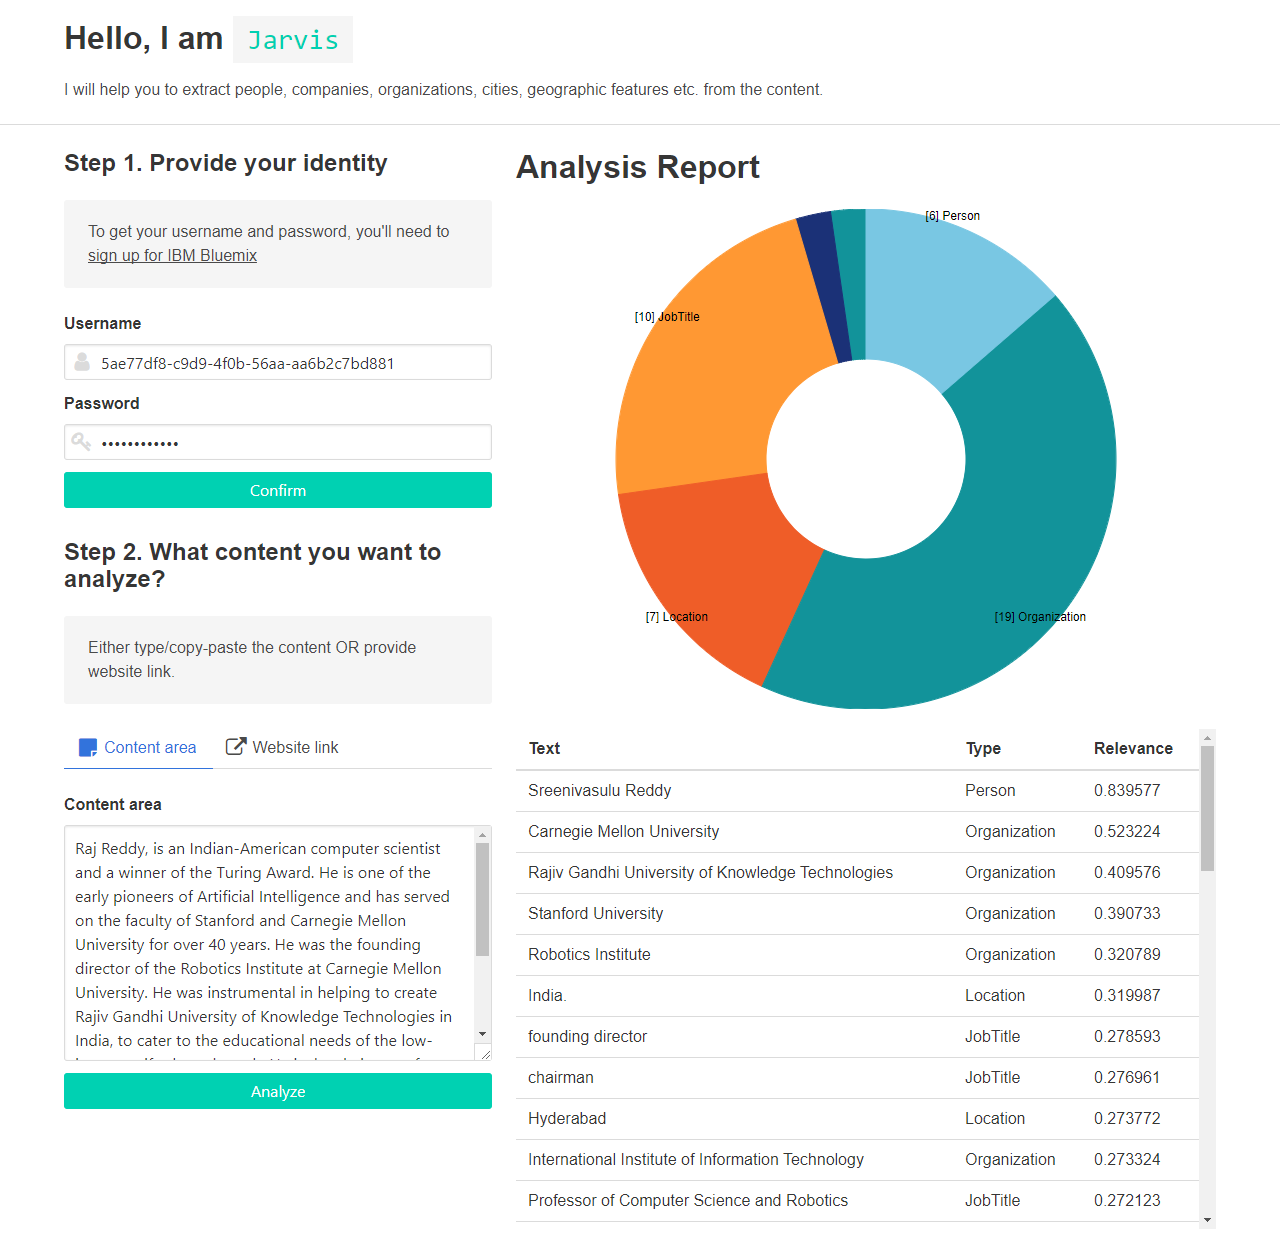 Hello, I am Jarvis
I will help you to extract people, companies, organizations, cities, geographic features etc. from the content.
Step 1. Provide your identity
To get your username and password, you'll need to
sign up for IBM Bluemix
Username
5ae77df8-c9d9-4f0b-56aa-aa6b2c7bd881
Password
••••••••••••
Confirm
Step 2. What content you want to
analyze?
Either type/copy-paste the content OR provide
website link.
Content area Website link
Content area
Raj Reddy, is an Indian-American computer scientist
and a winner of the Turing Award. He is one of the
early pioneers of Artificial Intelligence and has served
on the faculty of Stanford and Carnegie Mellon
University for over 40 years. He was the founding
director of the Robotics Institute at Carnegie Mellon
University. He was instrumental in helping to create
Rajiv Gandhi University of Knowledge Technologies in
India, to cater to the educational needs of the low-
Analyze
Analysis Report
[6] Person
[10] JobTitle
[7] Location
[19] Organization
Text Type Relevance
Sreenivasulu Reddy Person 0.839577
Carnegie Mellon University Organization 0.523224
Rajiv Gandhi University of Knowledge Technologies Organization 0.409576
Stanford University Organization 0.390733
Robotics Institute Organization 0.320789
India. Location 0.319987
founding director JobTitle 0.278593
chairman JobTitle 0.276961
Hyderabad Location 0.273772
International Institute of Information Technology Organization 0.273324
Professor of Computer Science and Robotics JobTitle 0.272123